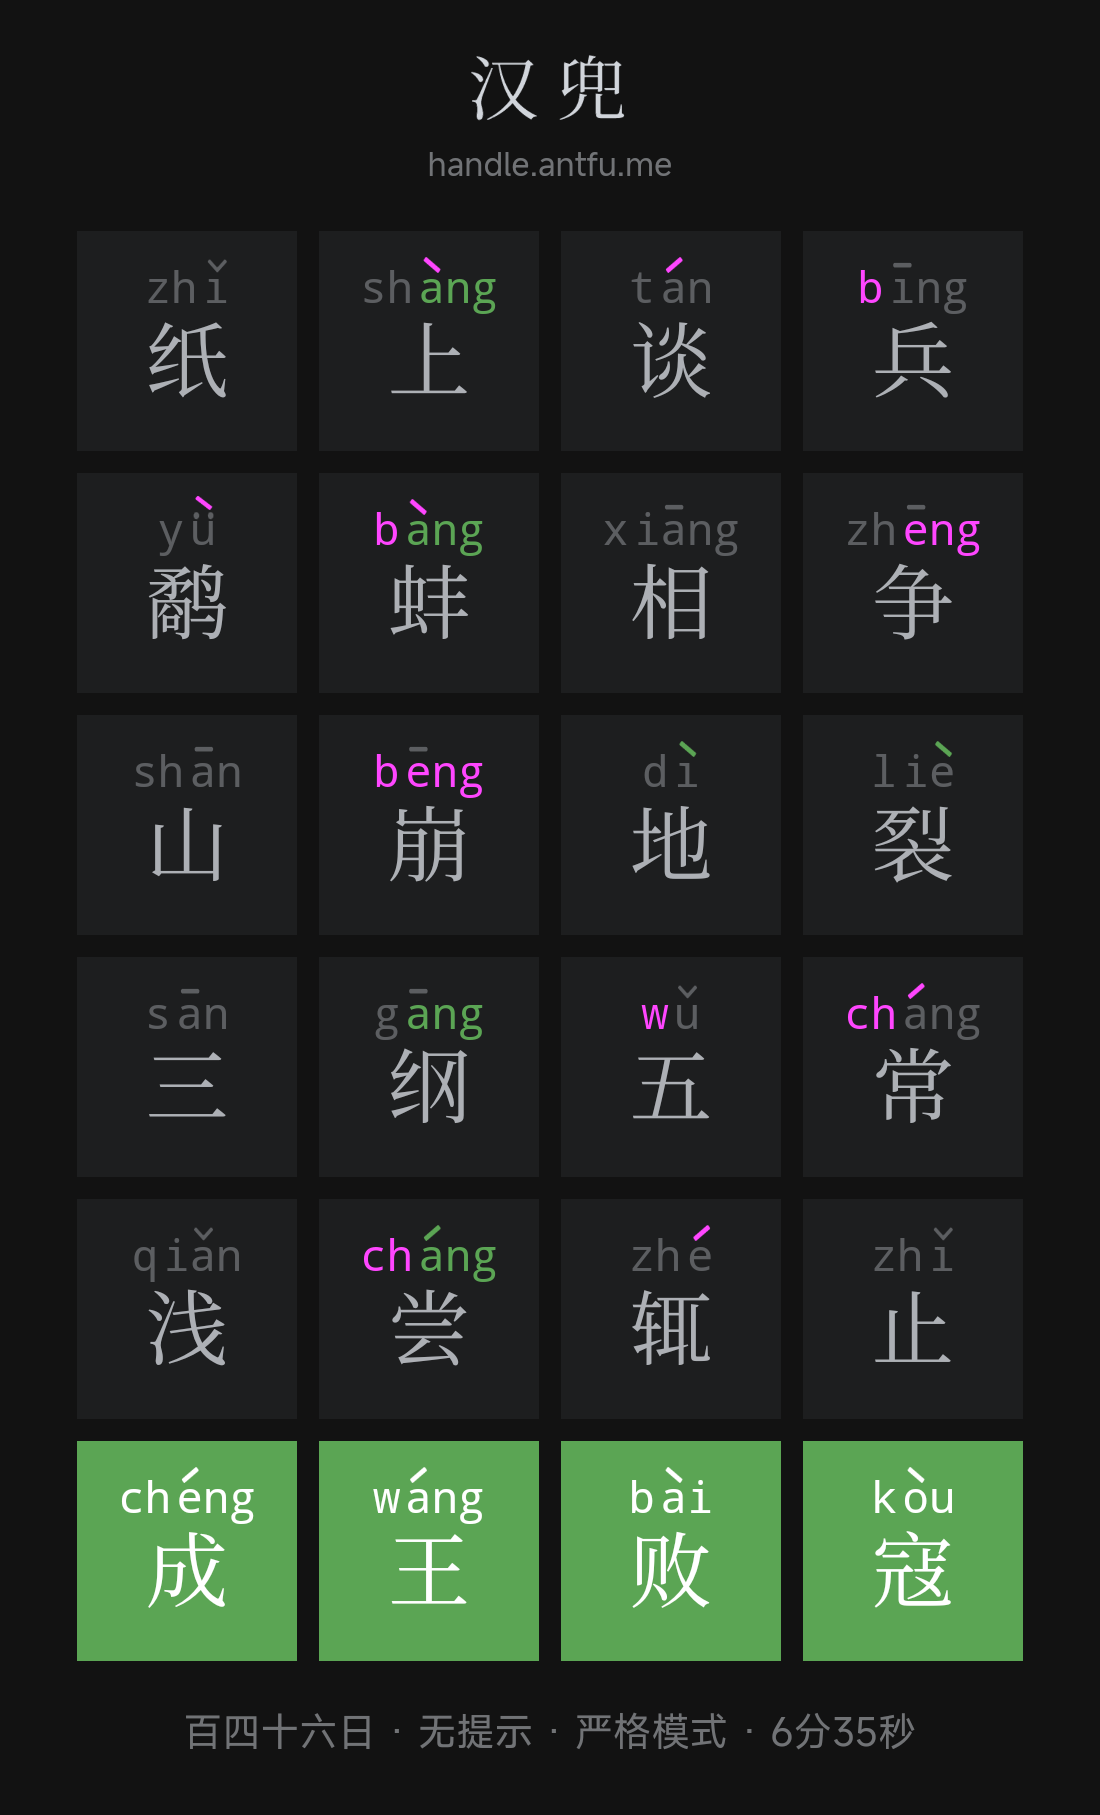 汉兜
handle.antfu.me
zhǐ shàng tán bīng
纸上谈兵
yǜ bàng xiāng zhēng
鹬蚌相争
shān bēng dì liè
山崩地裂
sān gāng wǔ cháng
三纲五常
qiǎn cháng zhé zhǐ
浅尝辄止
chéng wáng bài kòu
成王败寇
百四十六日 · 无提示 · 严格模式 · 6分35秒